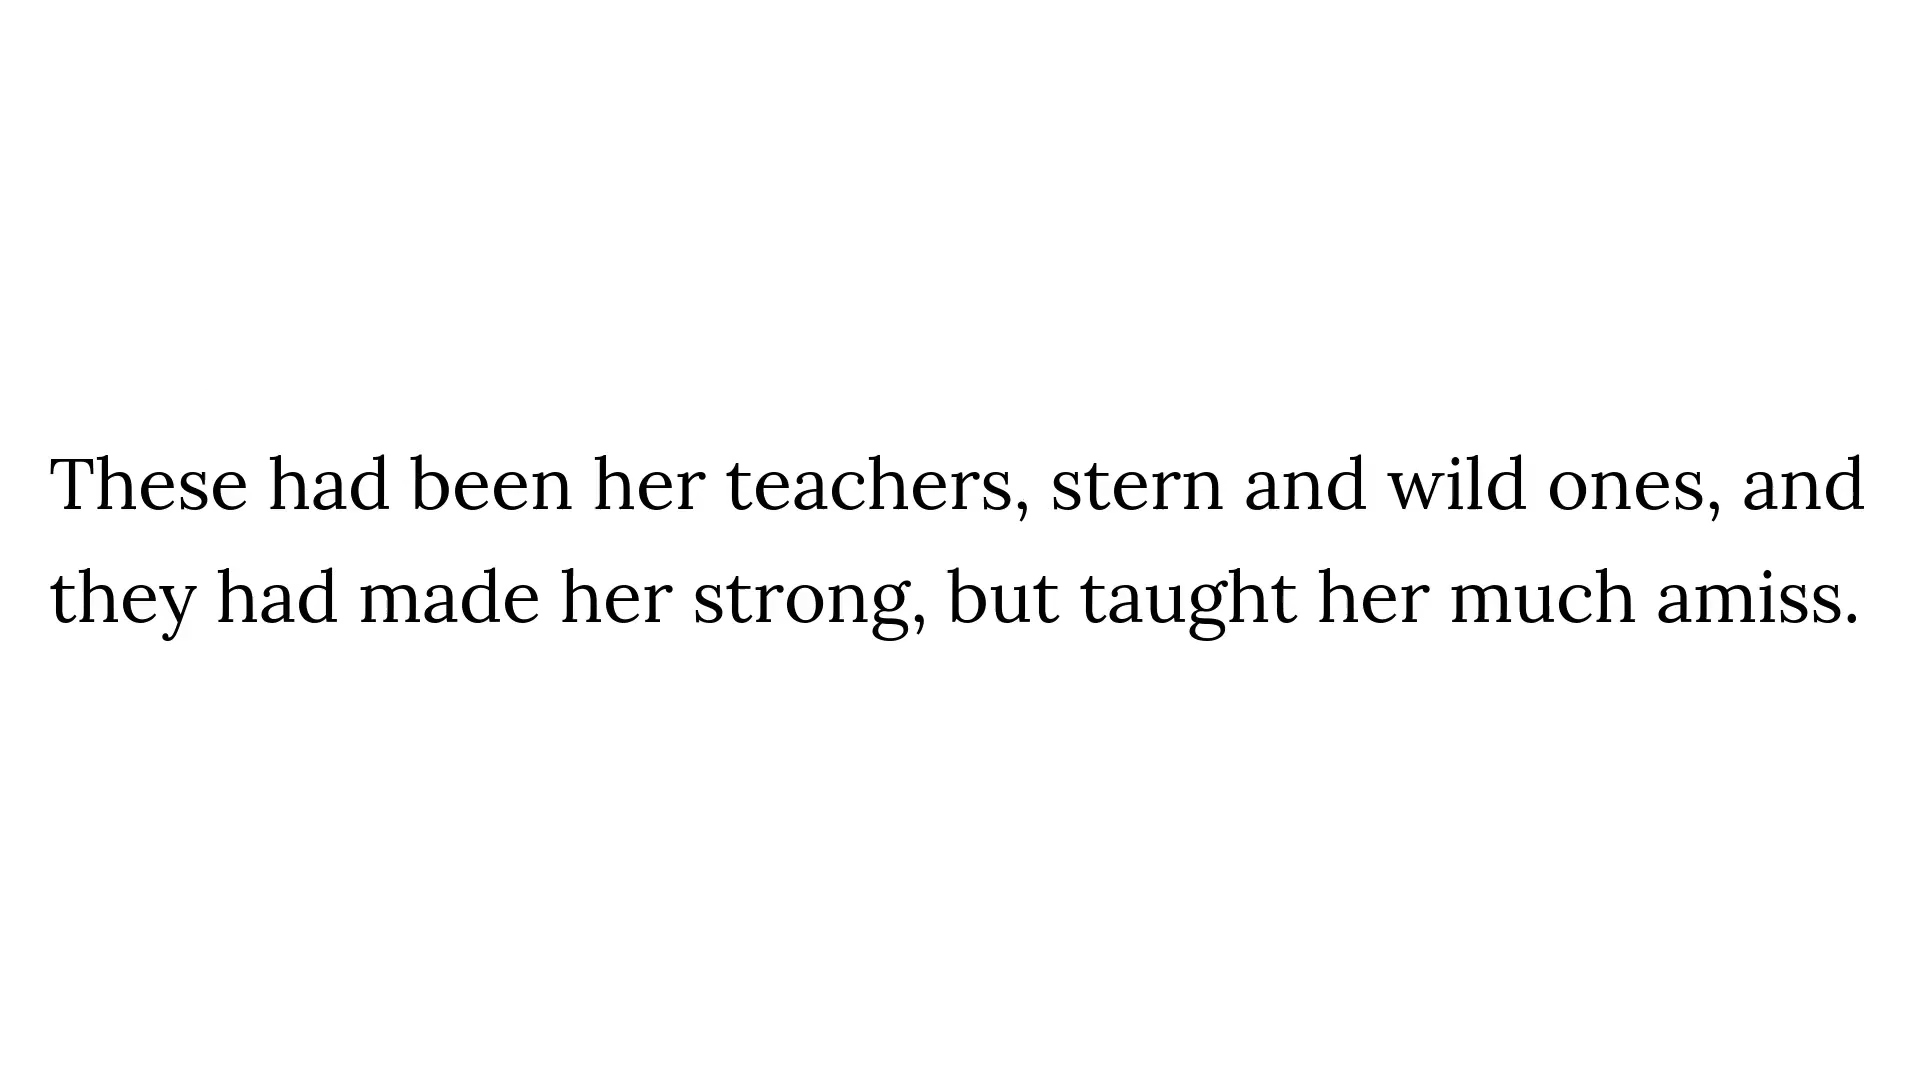 These had been her teachers, stern and wild ones, and
they had made her strong, but taught her much amiss.